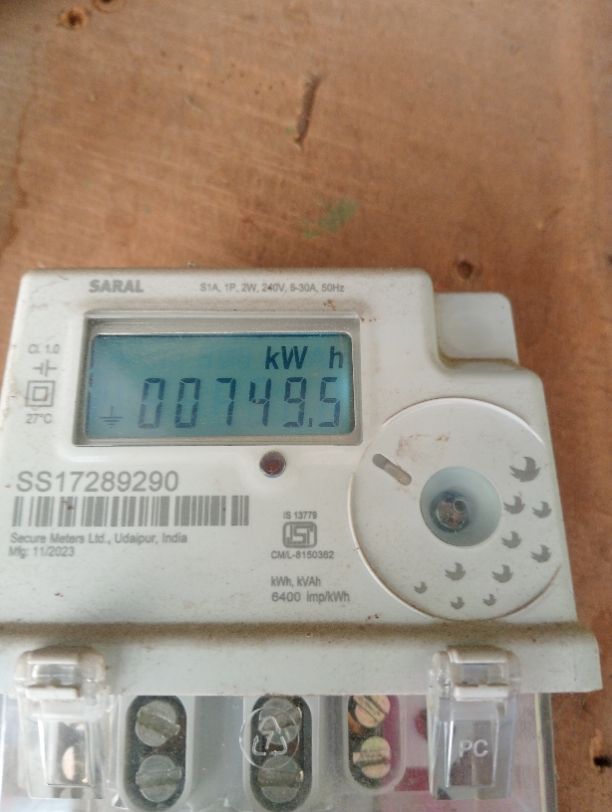 SARAL
S1A, 1P, 2W, 240V, 5-30A, 50Hz
Cl. 1.0
27°C
kW h
00749.5
SS17289290
Secure Meters Ltd., Udaipur, India
Mfg: 11/2023
IS 13779
ISI
CM/L-8150362
kWh, kVAh
6400 imp/kWh
PC